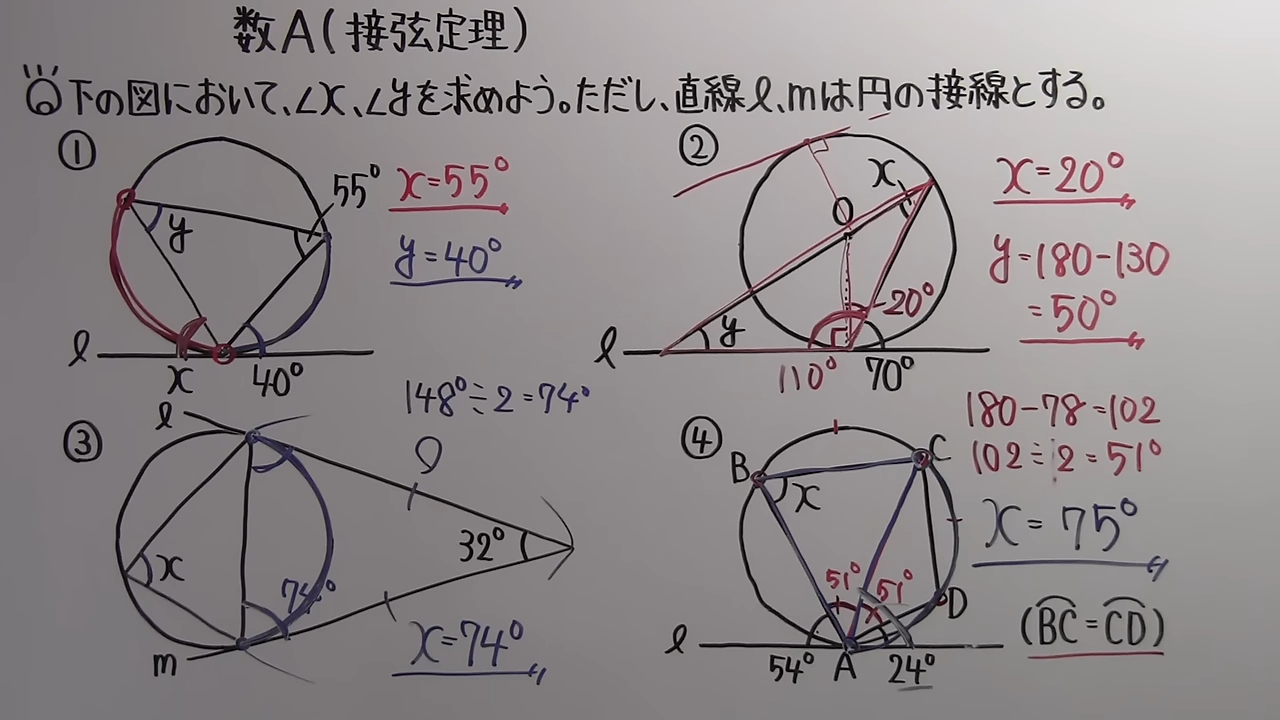 数A(接弦定理)
下の図において、∠x、∠yを求めよう。ただし、直線l、mは円の接線とする。
①
55°
y
l
x
40°
x=55°
y=40°
②
x
O
20°
y
l
110°
70°
x=20°
y=180-130
=50°
③
l
148°÷2=74°
32°
x
74°
m
x=74°
④
B
C
x
51°
51°
D
l
54°
A
24°
180-78=102
102÷2=51°
x=75°
(BC=CD)